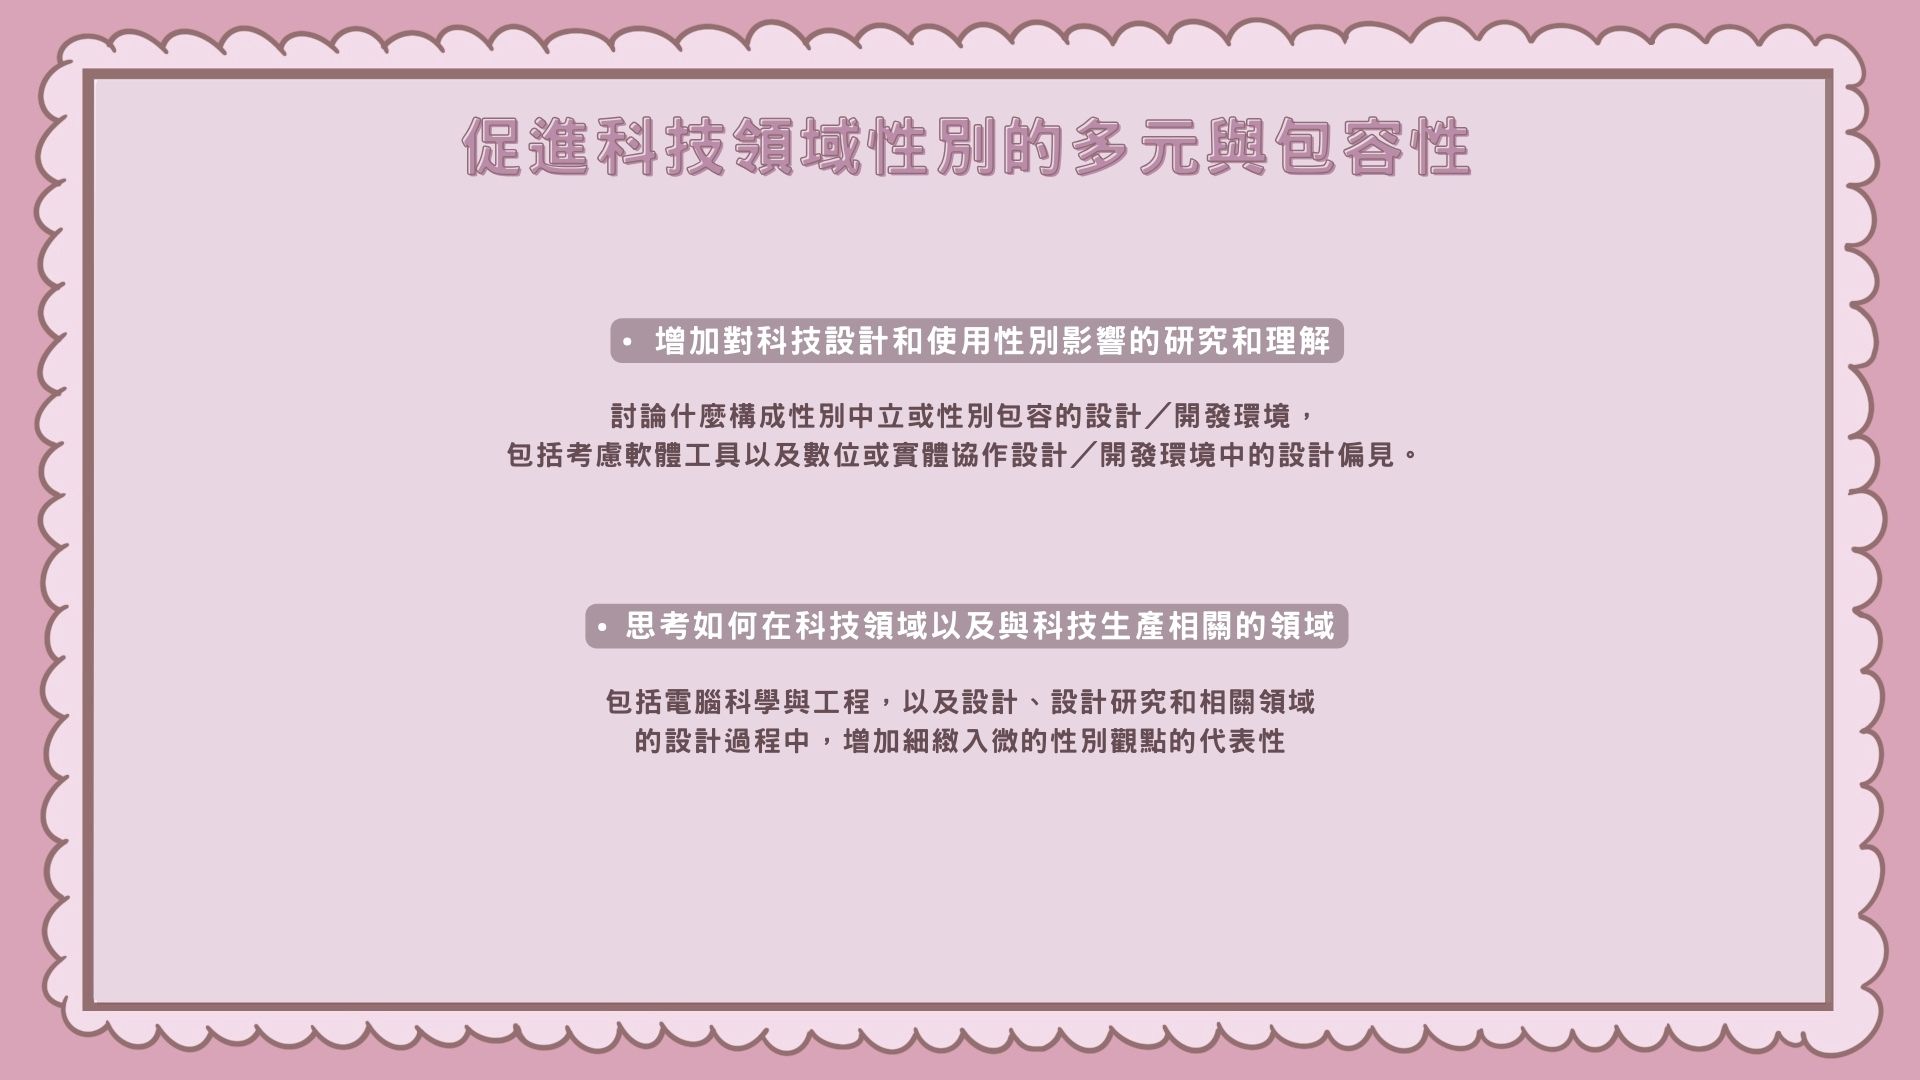 促進科技領域性別的多元與包容性
• 增加對科技設計和使用性別影響的研究和理解
討論什麼構成性別中立或性別包容的設計／開發環境，
包括考慮軟體工具以及數位或實體協作設計／開發環境中的設計偏見。
• 思考如何在科技領域以及與科技生產相關的領域
包括電腦科學與工程，以及設計、設計研究和相關領域
的設計過程中，增加細緻入微的性別觀點的代表性